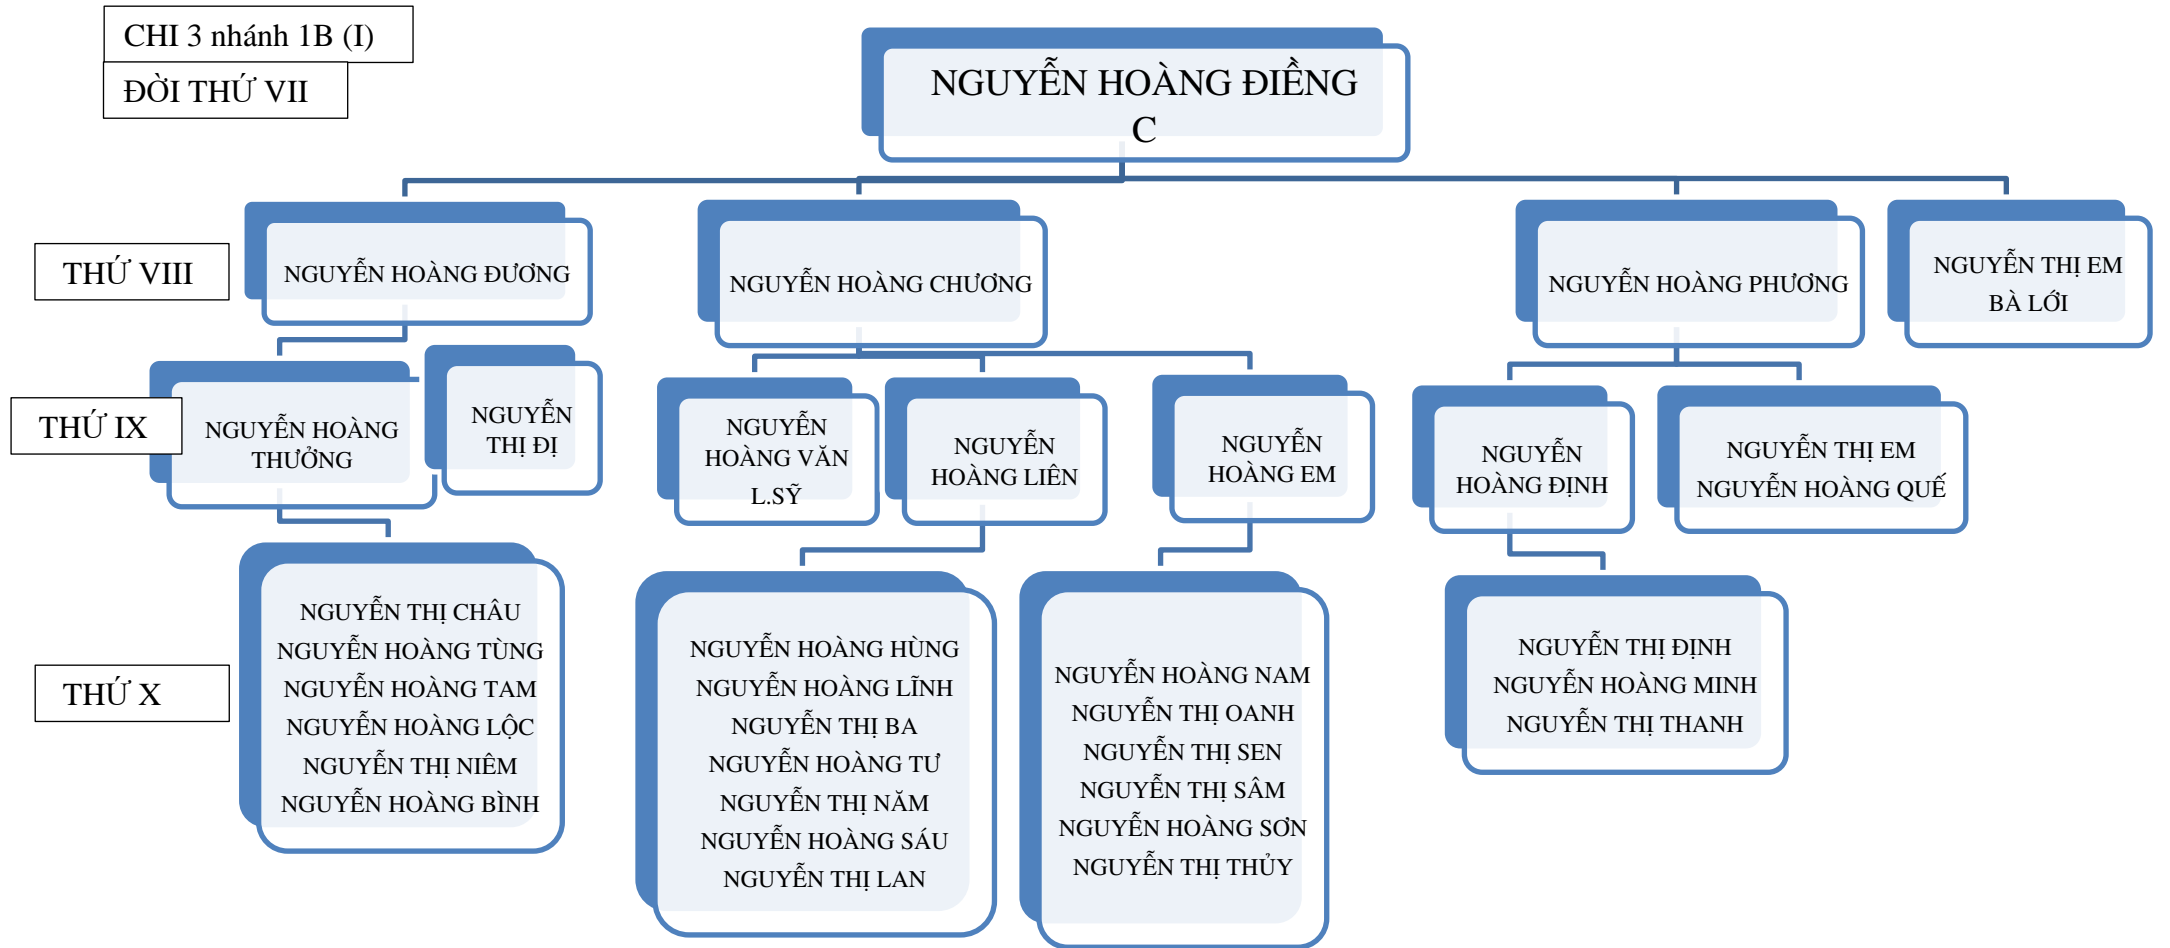 CHI 3 nhánh 1B (I)
ĐỜI THỨ VII
NGUYỄN HOÀNG ĐIỀNG
C
THỨ VIII
NGUYỄN HOÀNG ĐƯƠNG
NGUYỄN HOÀNG CHƯƠNG
NGUYỄN HOÀNG PHƯƠNG
NGUYỄN THỊ EM
BÀ LỚI
THỨ IX
NGUYỄN HOÀNG
THƯỞNG
NGUYỄN
THỊ ĐỊ
NGUYỄN
HOÀNG VĂN
L.SỸ
NGUYỄN
HOÀNG LIÊN
NGUYỄN
HOÀNG EM
NGUYỄN
HOÀNG ĐỊNH
NGUYỄN THỊ EM
NGUYỄN HOÀNG QUẾ
THỨ X
NGUYỄN THỊ CHÂU
NGUYỄN HOÀNG TÙNG
NGUYỄN HOÀNG TAM
NGUYỄN HOÀNG LỘC
NGUYỄN THỊ NIÊM
NGUYỄN HOÀNG BÌNH
NGUYỄN HOÀNG HÙNG
NGUYỄN HOÀNG LĨNH
NGUYỄN THỊ BA
NGUYỄN HOÀNG TƯ
NGUYỄN THỊ NĂM
NGUYỄN HOÀNG SÁU
NGUYỄN THỊ LAN
NGUYỄN HOÀNG NAM
NGUYỄN THỊ OANH
NGUYỄN THỊ SEN
NGUYỄN THỊ SÂM
NGUYỄN HOÀNG SƠN
NGUYỄN THỊ THỦY
NGUYỄN THỊ ĐỊNH
NGUYỄN HOÀNG MINH
NGUYỄN THỊ THANH